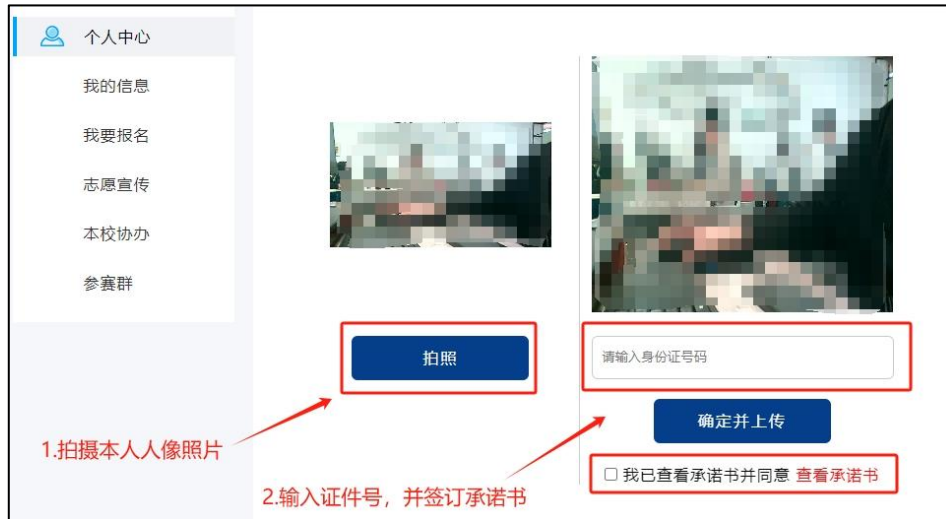 个人中心
我的信息
我要报名
志愿宣传
本校协办
参赛群
拍照
请输入身份证号码
确定并上传
我已查看承诺书并同意 查看承诺书
1.拍摄本人人像照片
2.输入证件号，并签订承诺书